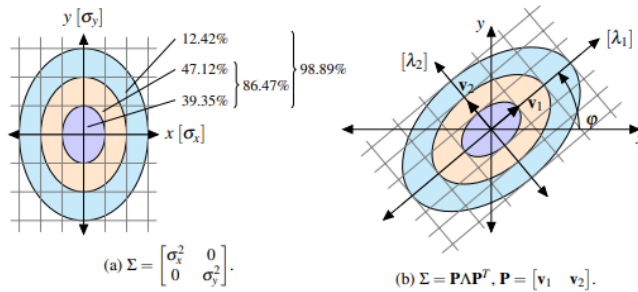 y [σ_y]
12.42%
47.12%
39.35%
86.47%
98.89%
x [σ_x]
(a) Σ = [σ_x^2 0
0 σ_y^2].
y
[λ_2]
[λ_1]
v_2
v_1
φ
(b) Σ = PΛP^T, P = [v_1 v_2].